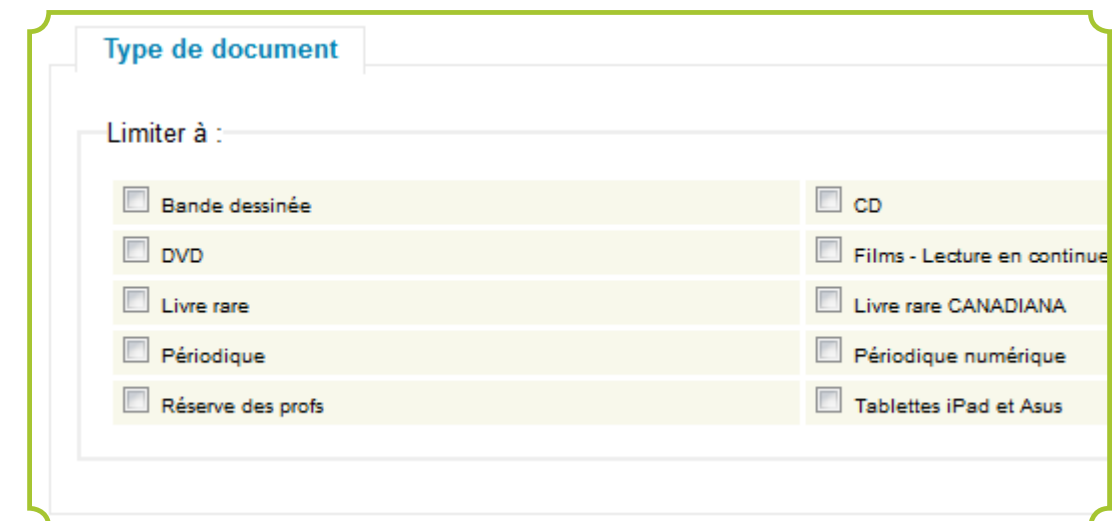 Type de document
Limiter à :
Bande dessinée
CD
DVD
Films - Lecture en continue
Livre rare
Livre rare CANADIANA
Périodique
Périodique numérique
Réserve des profs
Tablettes iPad et Asus